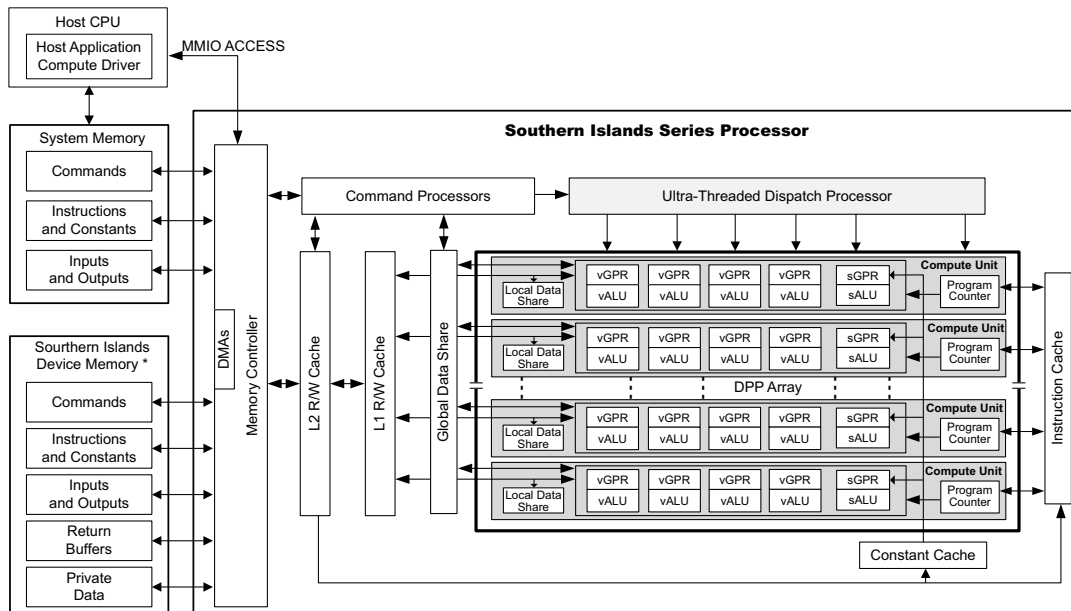 Host CPU
Host Application
Compute Driver
MMIO ACCESS
System Memory
Commands
Instructions
and Constants
Inputs
and Outputs
Sourthern Islands
Device Memory *
Commands
Instructions
and Constants
Inputs
and Outputs
Return
Buffers
Private
Data
Southern Islands Series Processor
DMAs
Memory Controller
Command Processors
Ultra-Threaded Dispatch Processor
L2 R/W Cache
L1 R/W Cache
Global Data Share
Compute Unit
Local Data
Share
vGPR
vALU
vGPR
vALU
vGPR
vALU
vGPR
vALU
sGPR
sALU
Program
Counter
Compute Unit
Local Data
Share
vGPR
vALU
vGPR
vALU
vGPR
vALU
vGPR
vALU
sGPR
sALU
Program
Counter
DPP Array
Compute Unit
Local Data
Share
vGPR
vALU
vGPR
vALU
vGPR
vALU
vGPR
vALU
sGPR
sALU
Program
Counter
Compute Unit
Local Data
Share
vGPR
vALU
vGPR
vALU
vGPR
vALU
vGPR
vALU
sGPR
sALU
Program
Counter
Instruction Cache
Constant Cache